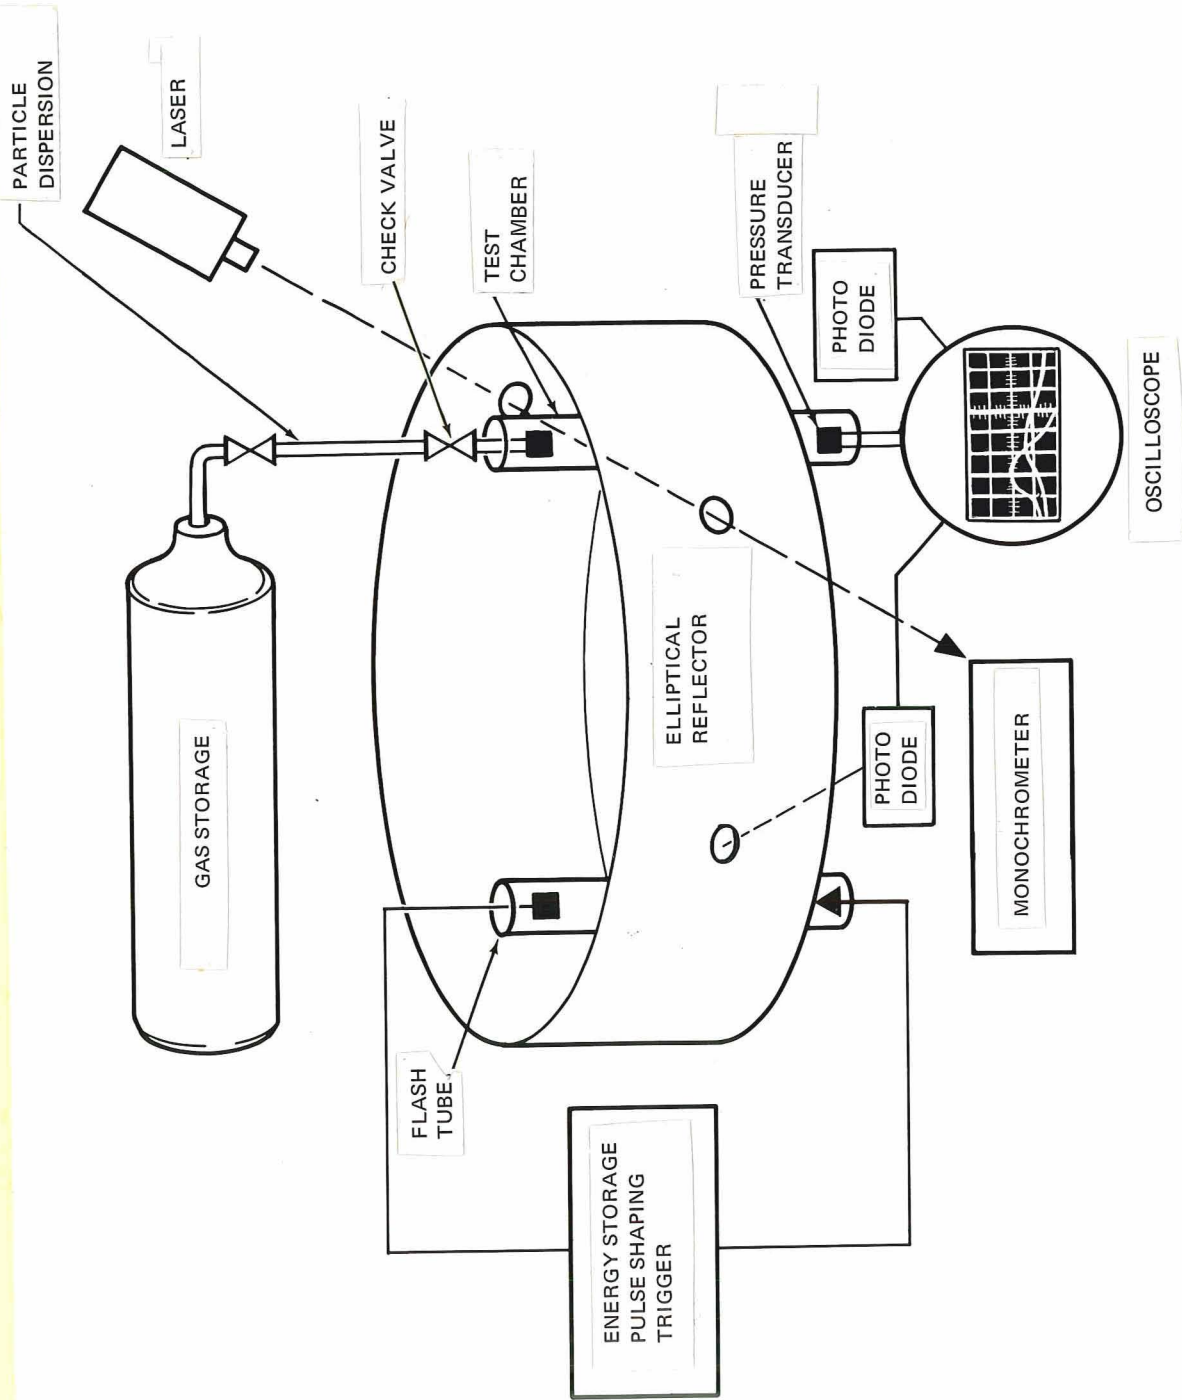 PARTICLE
DISPERSION
LASER
CHECK VALVE
TEST
CHAMBER
PRESSURE
TRANSDUCER
PHOTO
DIODE
OSCILLOSCOPE
GAS STORAGE
ELLIPTICAL
REFLECTOR
PHOTO
DIODE
MONOCHROMETER
FLASH
TUBE
ENERGY STORAGE
PULSE SHAPING
TRIGGER